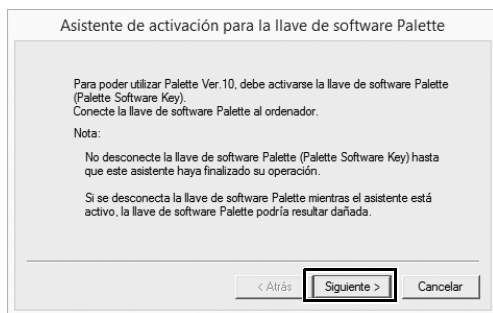 Asistente de activación para la llave de software Palette
Para poder utilizar Palette Ver.10, debe activarse la llave de software Palette
(Palette Software Key).
Conecte la llave de software Palette al ordenador.
Nota:
No desconecte la llave de software Palette (Palette Software Key) hasta
que este asistente haya finalizado su operación.
Si se desconecta la llave de software Palette mientras el asistente está
activo, la llave de software Palette podría resultar dañada.
< Atrás Siguiente > Cancelar